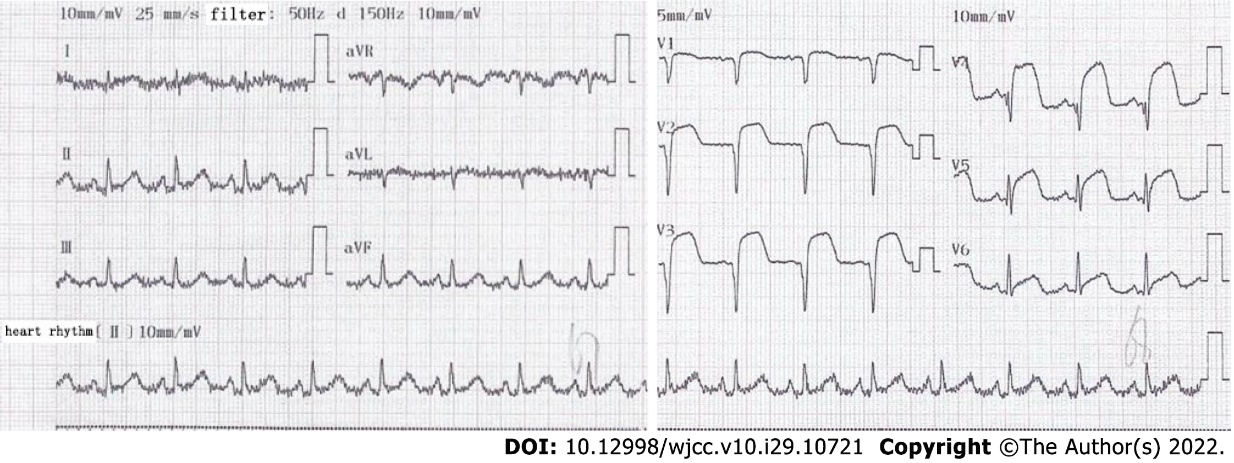 10mm/mV 25 mm/s filter: 50Hz d 150Hz 10mm/mV
5mm/mV
10mm/mV
I
aVR
V1
II
aVL
V2
V5
III
aVF
V3
V6
heart rhythm( II ) 10mm/mV
DOI: 10.12998/wjcc.v10.i29.10721 Copyright ©The Author(s) 2022.